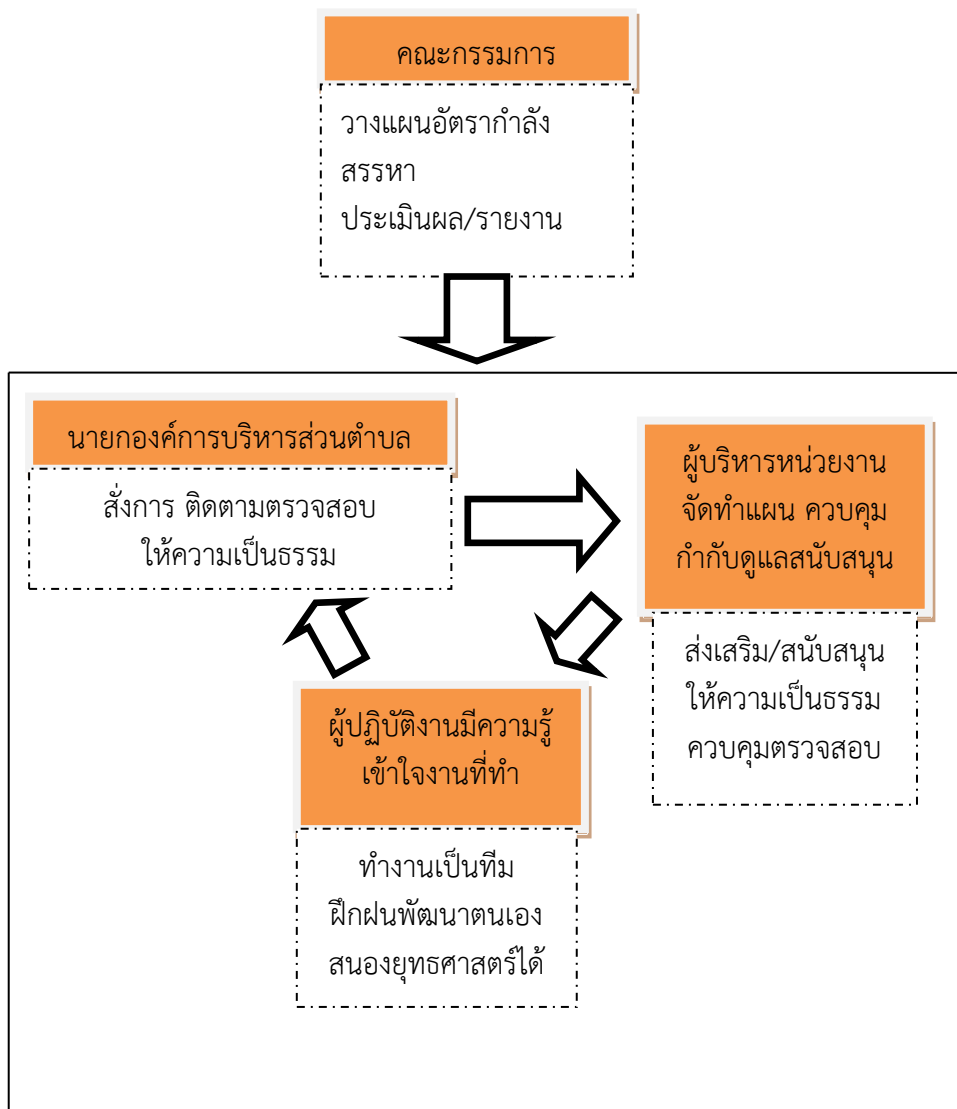 คณะกรรมการ
วางแผนอัตรากำลัง
สรรหา
ประเมินผล/รายงาน
นายกองค์การบริหารส่วนตำบล
สั่งการ ติดตามตรวจสอบ
ให้ความเป็นธรรม
ผู้บริหารหน่วยงาน
จัดทำแผน ควบคุม
กำกับดูแลสนับสนุน
ส่งเสริม/สนับสนุน
ให้ความเป็นธรรม
ควบคุมตรวจสอบ
ผู้ปฏิบัติงานมีความรู้
เข้าใจงานที่ทำ
ทำงานเป็นทีม
ฝึกฝนพัฒนาตนเอง
สนองยุทธศาสตร์ได้